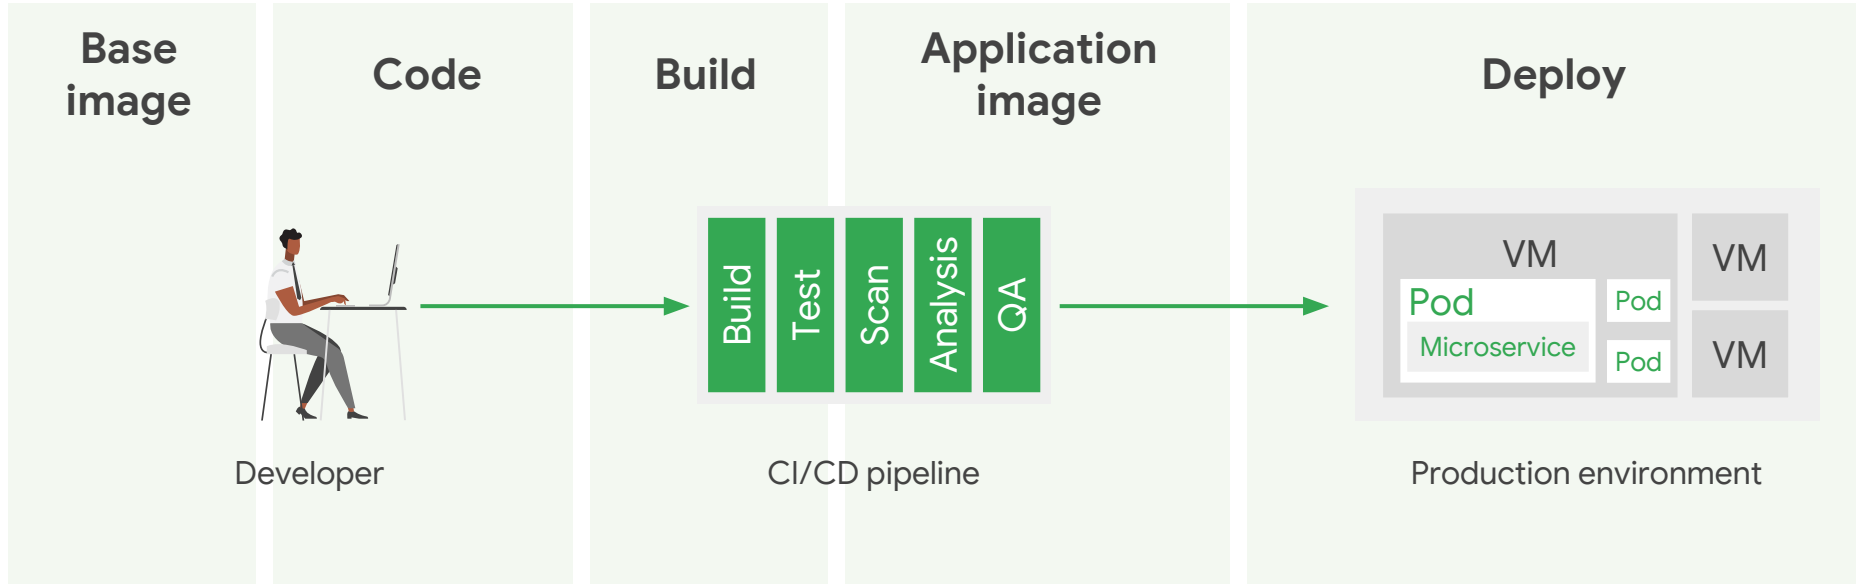 Base
image
Code
Build
Application
image
Deploy
Build
Test
Scan
Analysis
QA
VM
Pod
Microservice
Pod
Pod
VM
VM
Developer
CI/CD pipeline
Production environment